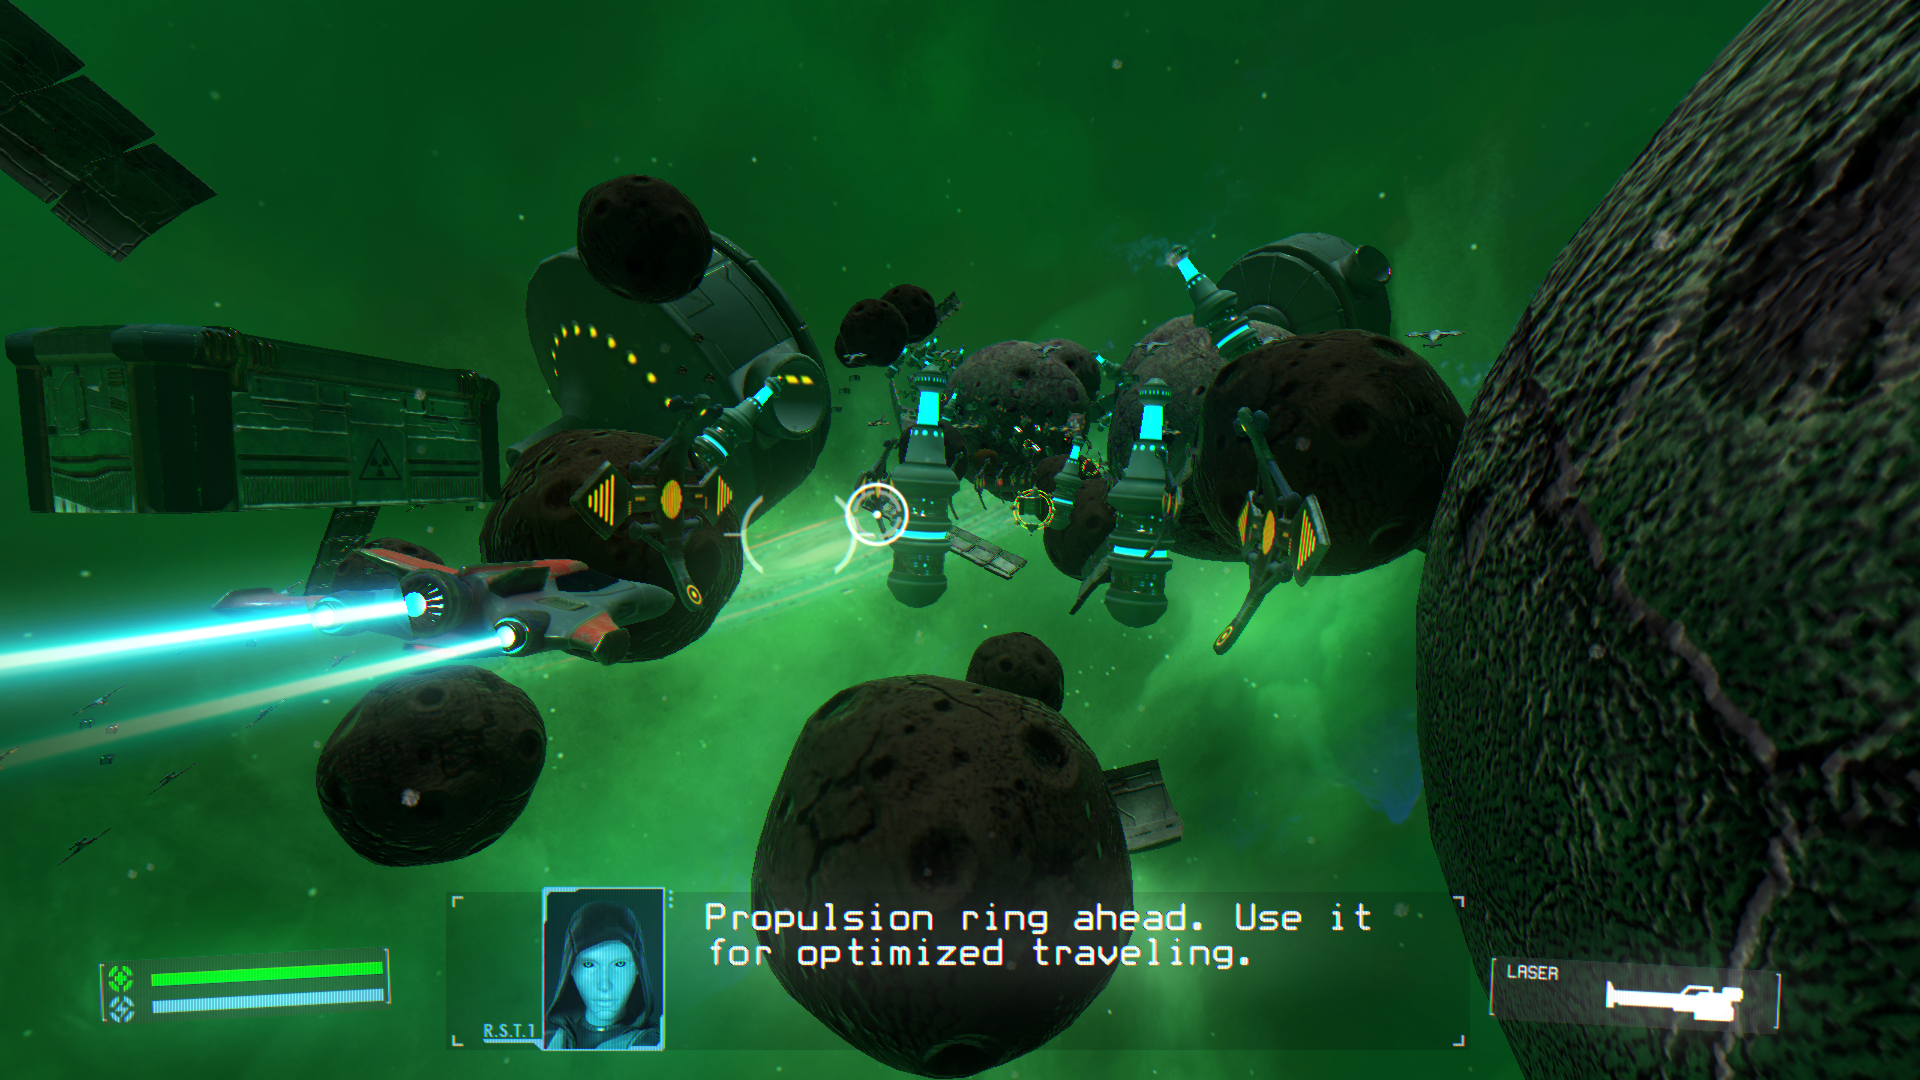 Propulsion ring ahead. Use it
for optimized traveling.
R.S.T.1
LASER